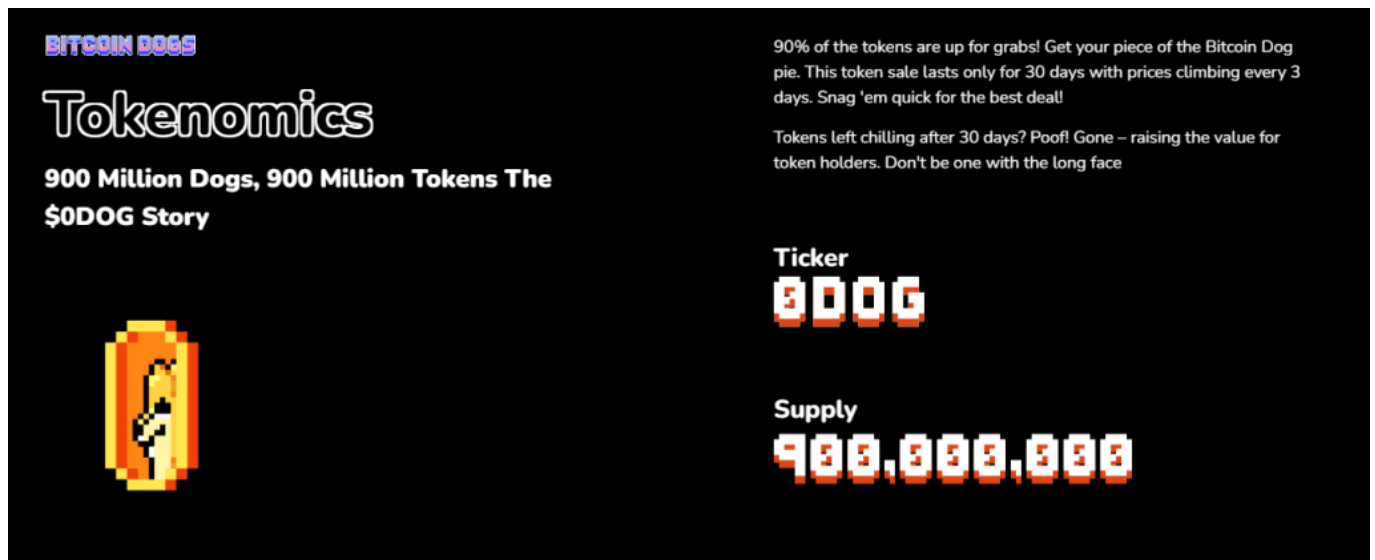 BITCOIN DOGS
Tokenomics
900 Million Dogs, 900 Million Tokens The
$0DOG Story
90% of the tokens are up for grabs! Get your piece of the Bitcoin Dog
pie. This token sale lasts only for 30 days with prices climbing every 3
days. Snag 'em quick for the best deal!
Tokens left chilling after 30 days? Poof! Gone – raising the value for
token holders. Don't be one with the long face
Ticker
0DOG
Supply
900,000,000